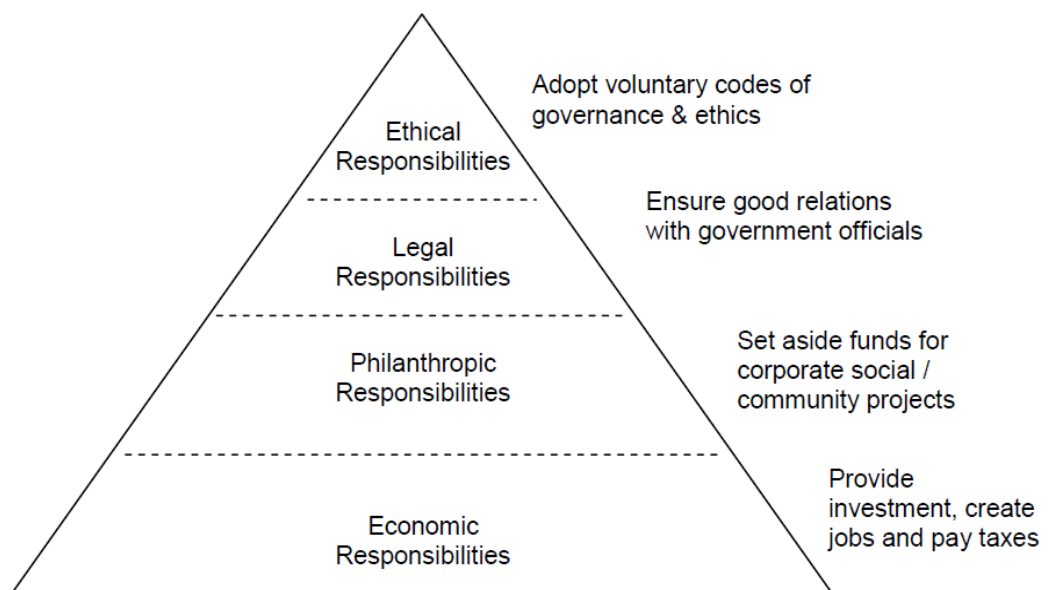 Adopt voluntary codes of
governance & ethics
Ethical
Responsibilities
Ensure good relations
with government officials
Legal
Responsibilities
Set aside funds for
corporate social /
community projects
Philanthropic
Responsibilities
Provide
investment, create
jobs and pay taxes
Economic
Responsibilities